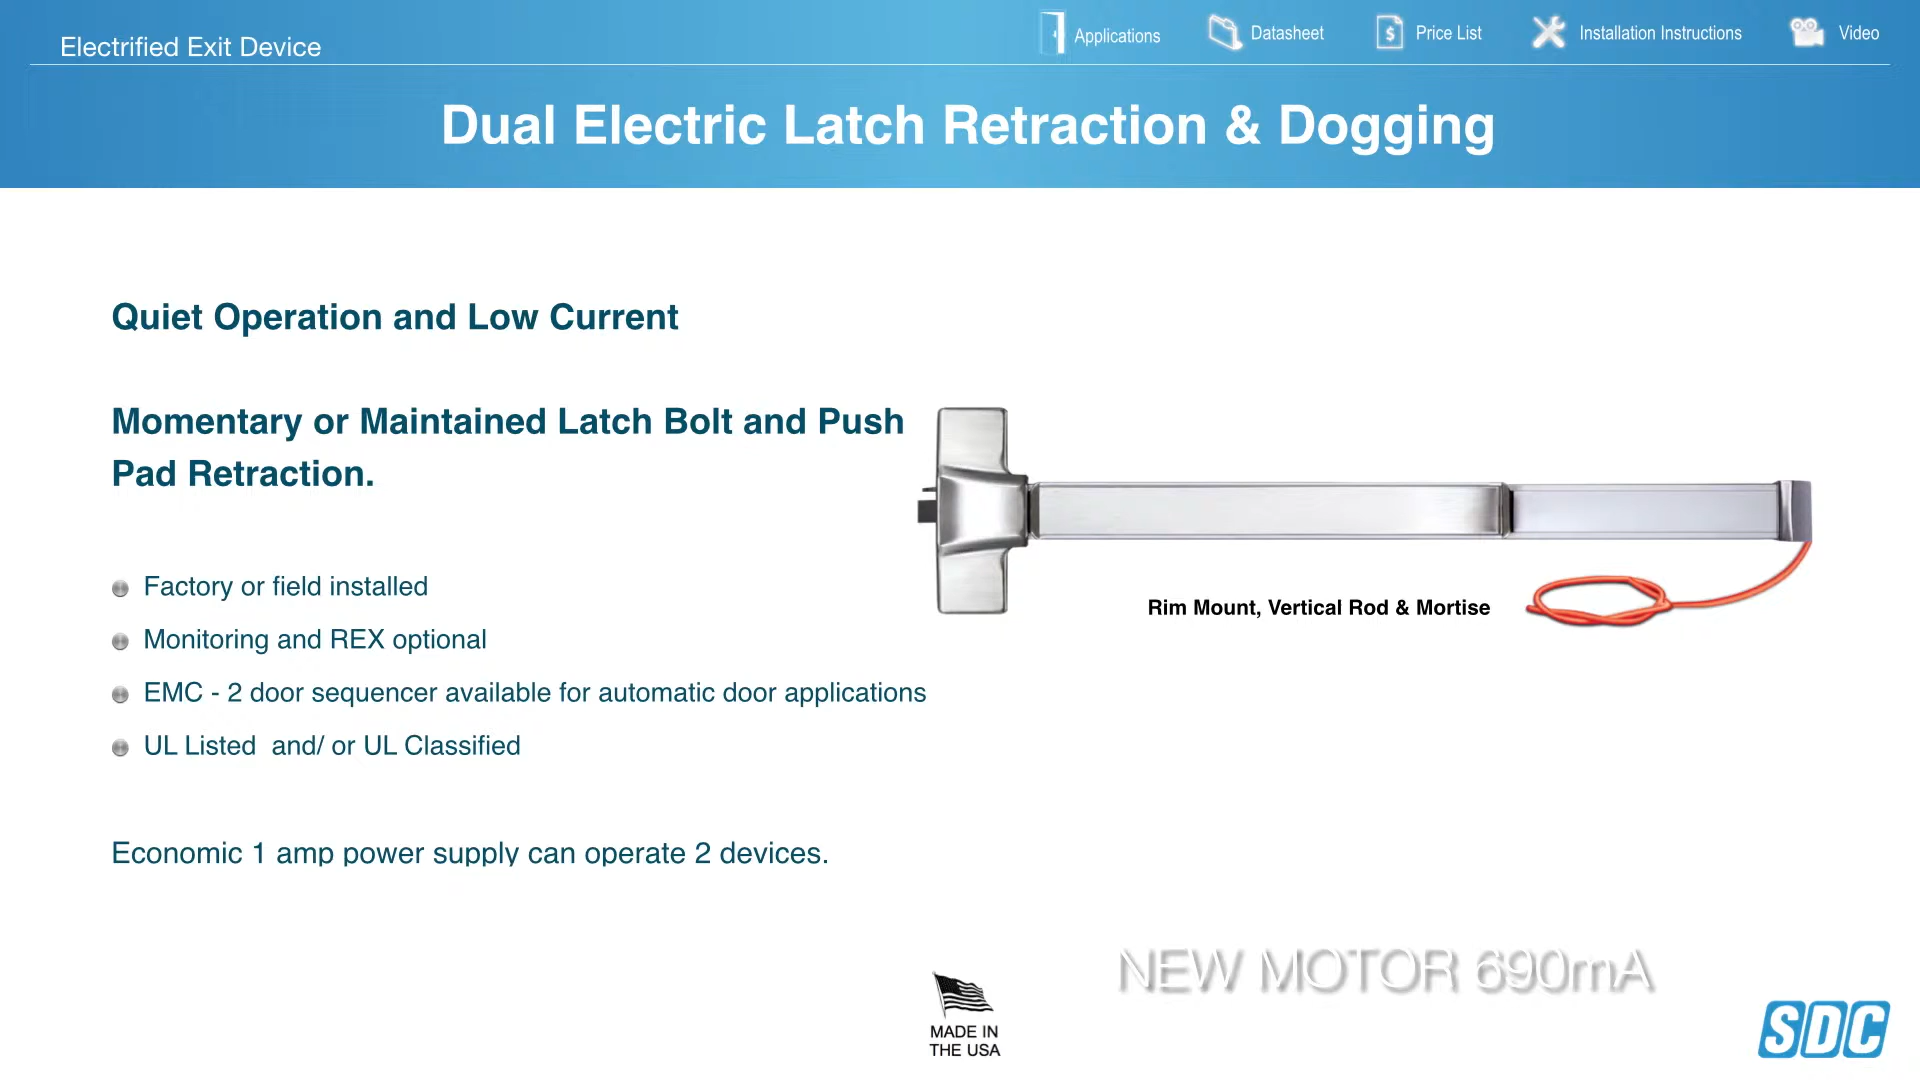 Electrified Exit Device
Applications
Datasheet
Price List
Installation Instructions
Video
Dual Electric Latch Retraction & Dogging
Quiet Operation and Low Current
Momentary or Maintained Latch Bolt and Push
Pad Retraction.
Factory or field installed
Monitoring and REX optional
EMC - 2 door sequencer available for automatic door applications
UL Listed  and/ or UL Classified
Economic 1 amp power supply can operate 2 devices.
Rim Mount, Vertical Rod & Mortise
NEW MOTOR 690mA
MADE IN
THE USA
SDC